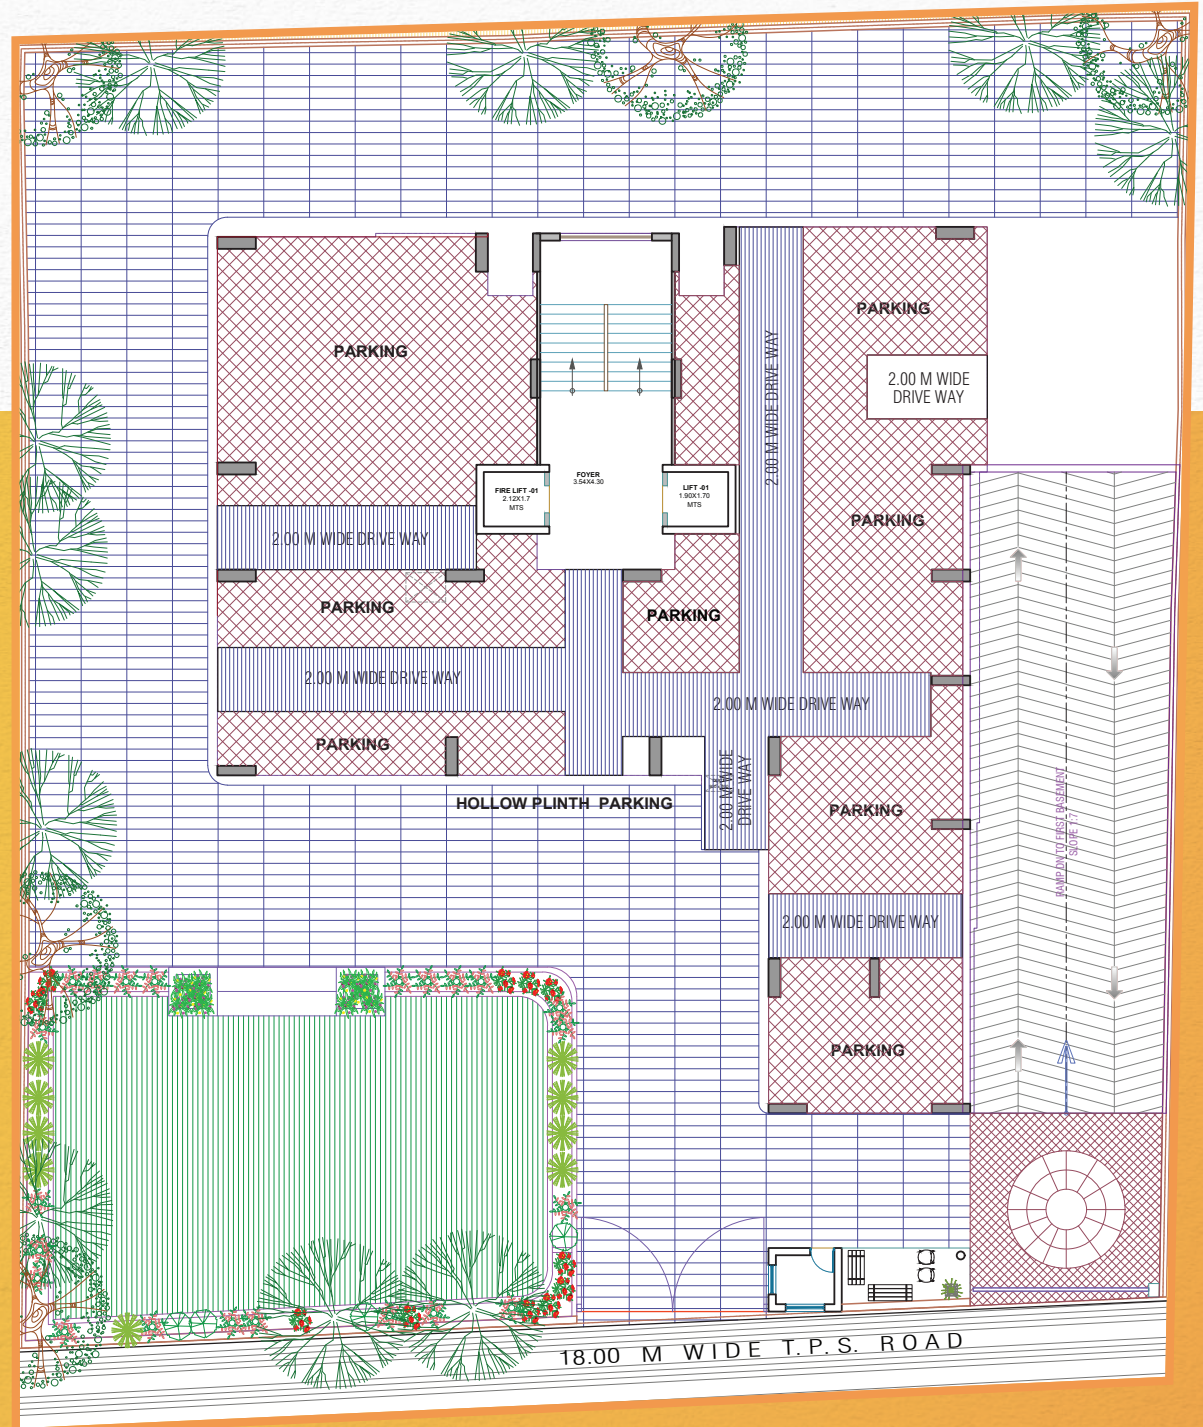 PARKING
2.00 M WIDE DRIVE WAY
PARKING
2.00 M WIDE
DRIVE WAY
FOYER
3.54X4.30
FIRE LIFT -01
2.12X1.7
MTS
LIFT -01
1.90X1.70
MTS
PARKING
2.00 M WIDE DRIVE WAY
PARKING
PARKING
2.00 M WIDE DRIVE WAY
2.00 M WIDE DRIVE WAY
PARKING
2.00 M WIDE
DRIVE WAY
HOLLOW PLINTH PARKING
PARKING
RAMP DN TO FIRST BASEMENT
SLOPE 1:7
2.00 M WIDE DRIVE WAY
PARKING
18.00 M WIDE T.P.S. ROAD